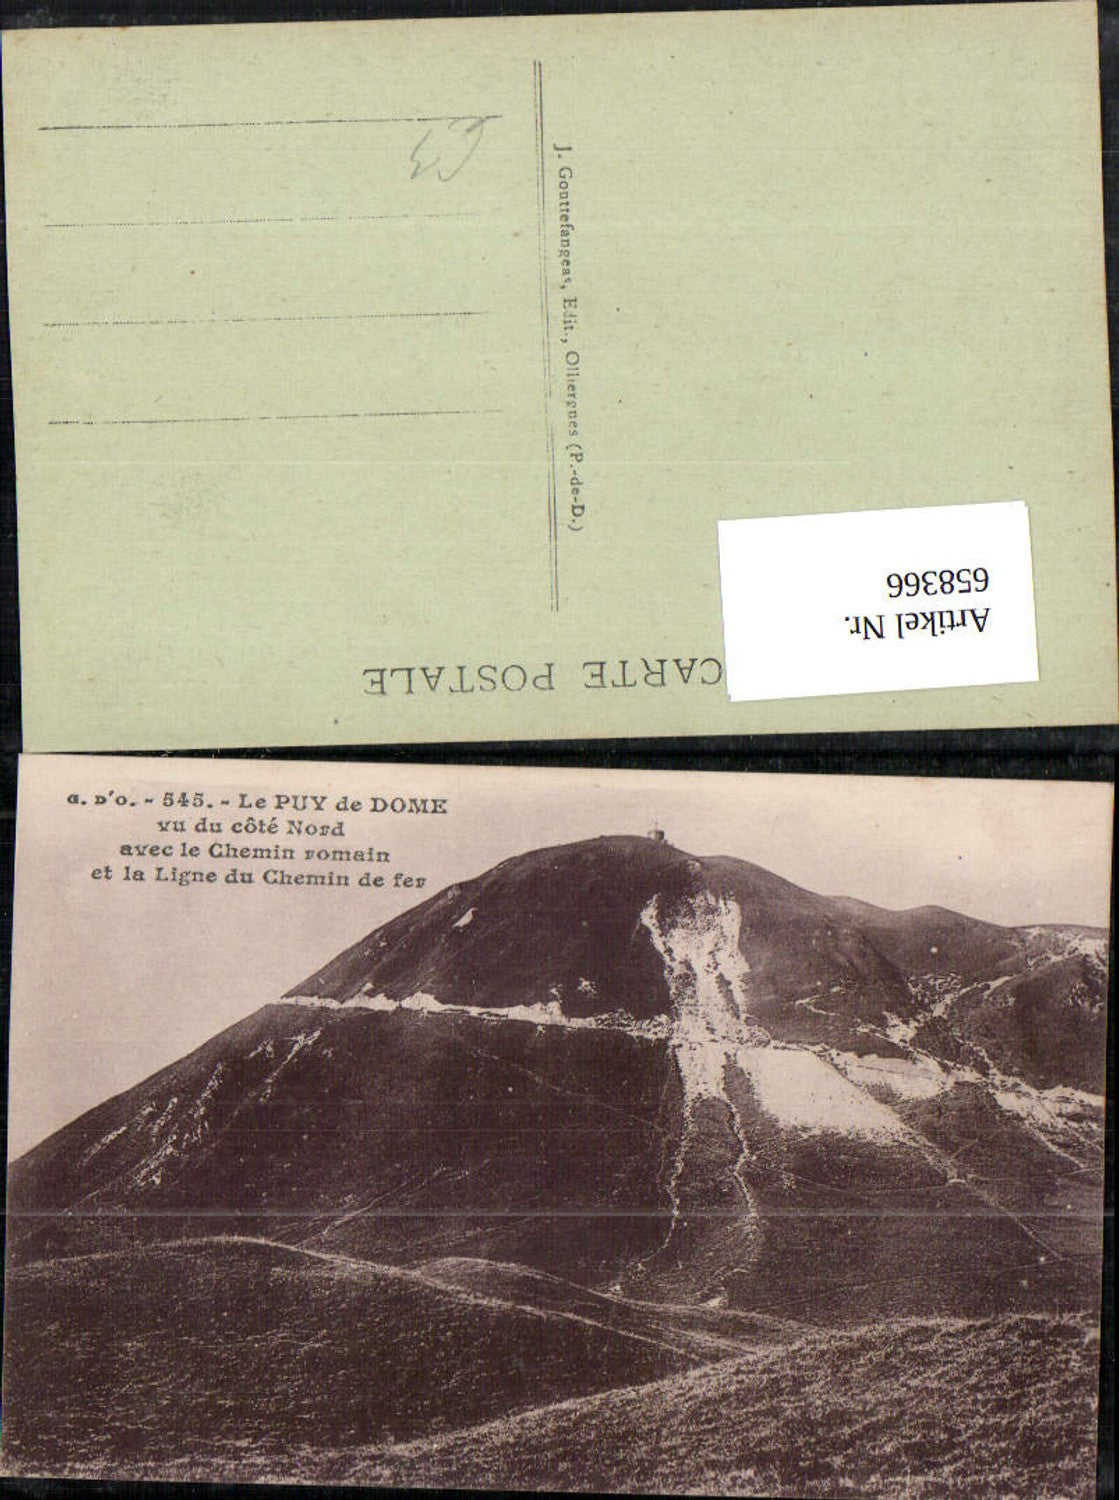 CARTE POSTALE
Artikel Nr.
658366
J. Gouttefangeas, Edit., Olliergues (P.-de-D.)
G. D'O. - 545. - Le PUY de DOME
vu du côté Nord
avec le Chemin romain
et la Ligne du Chemin de fer